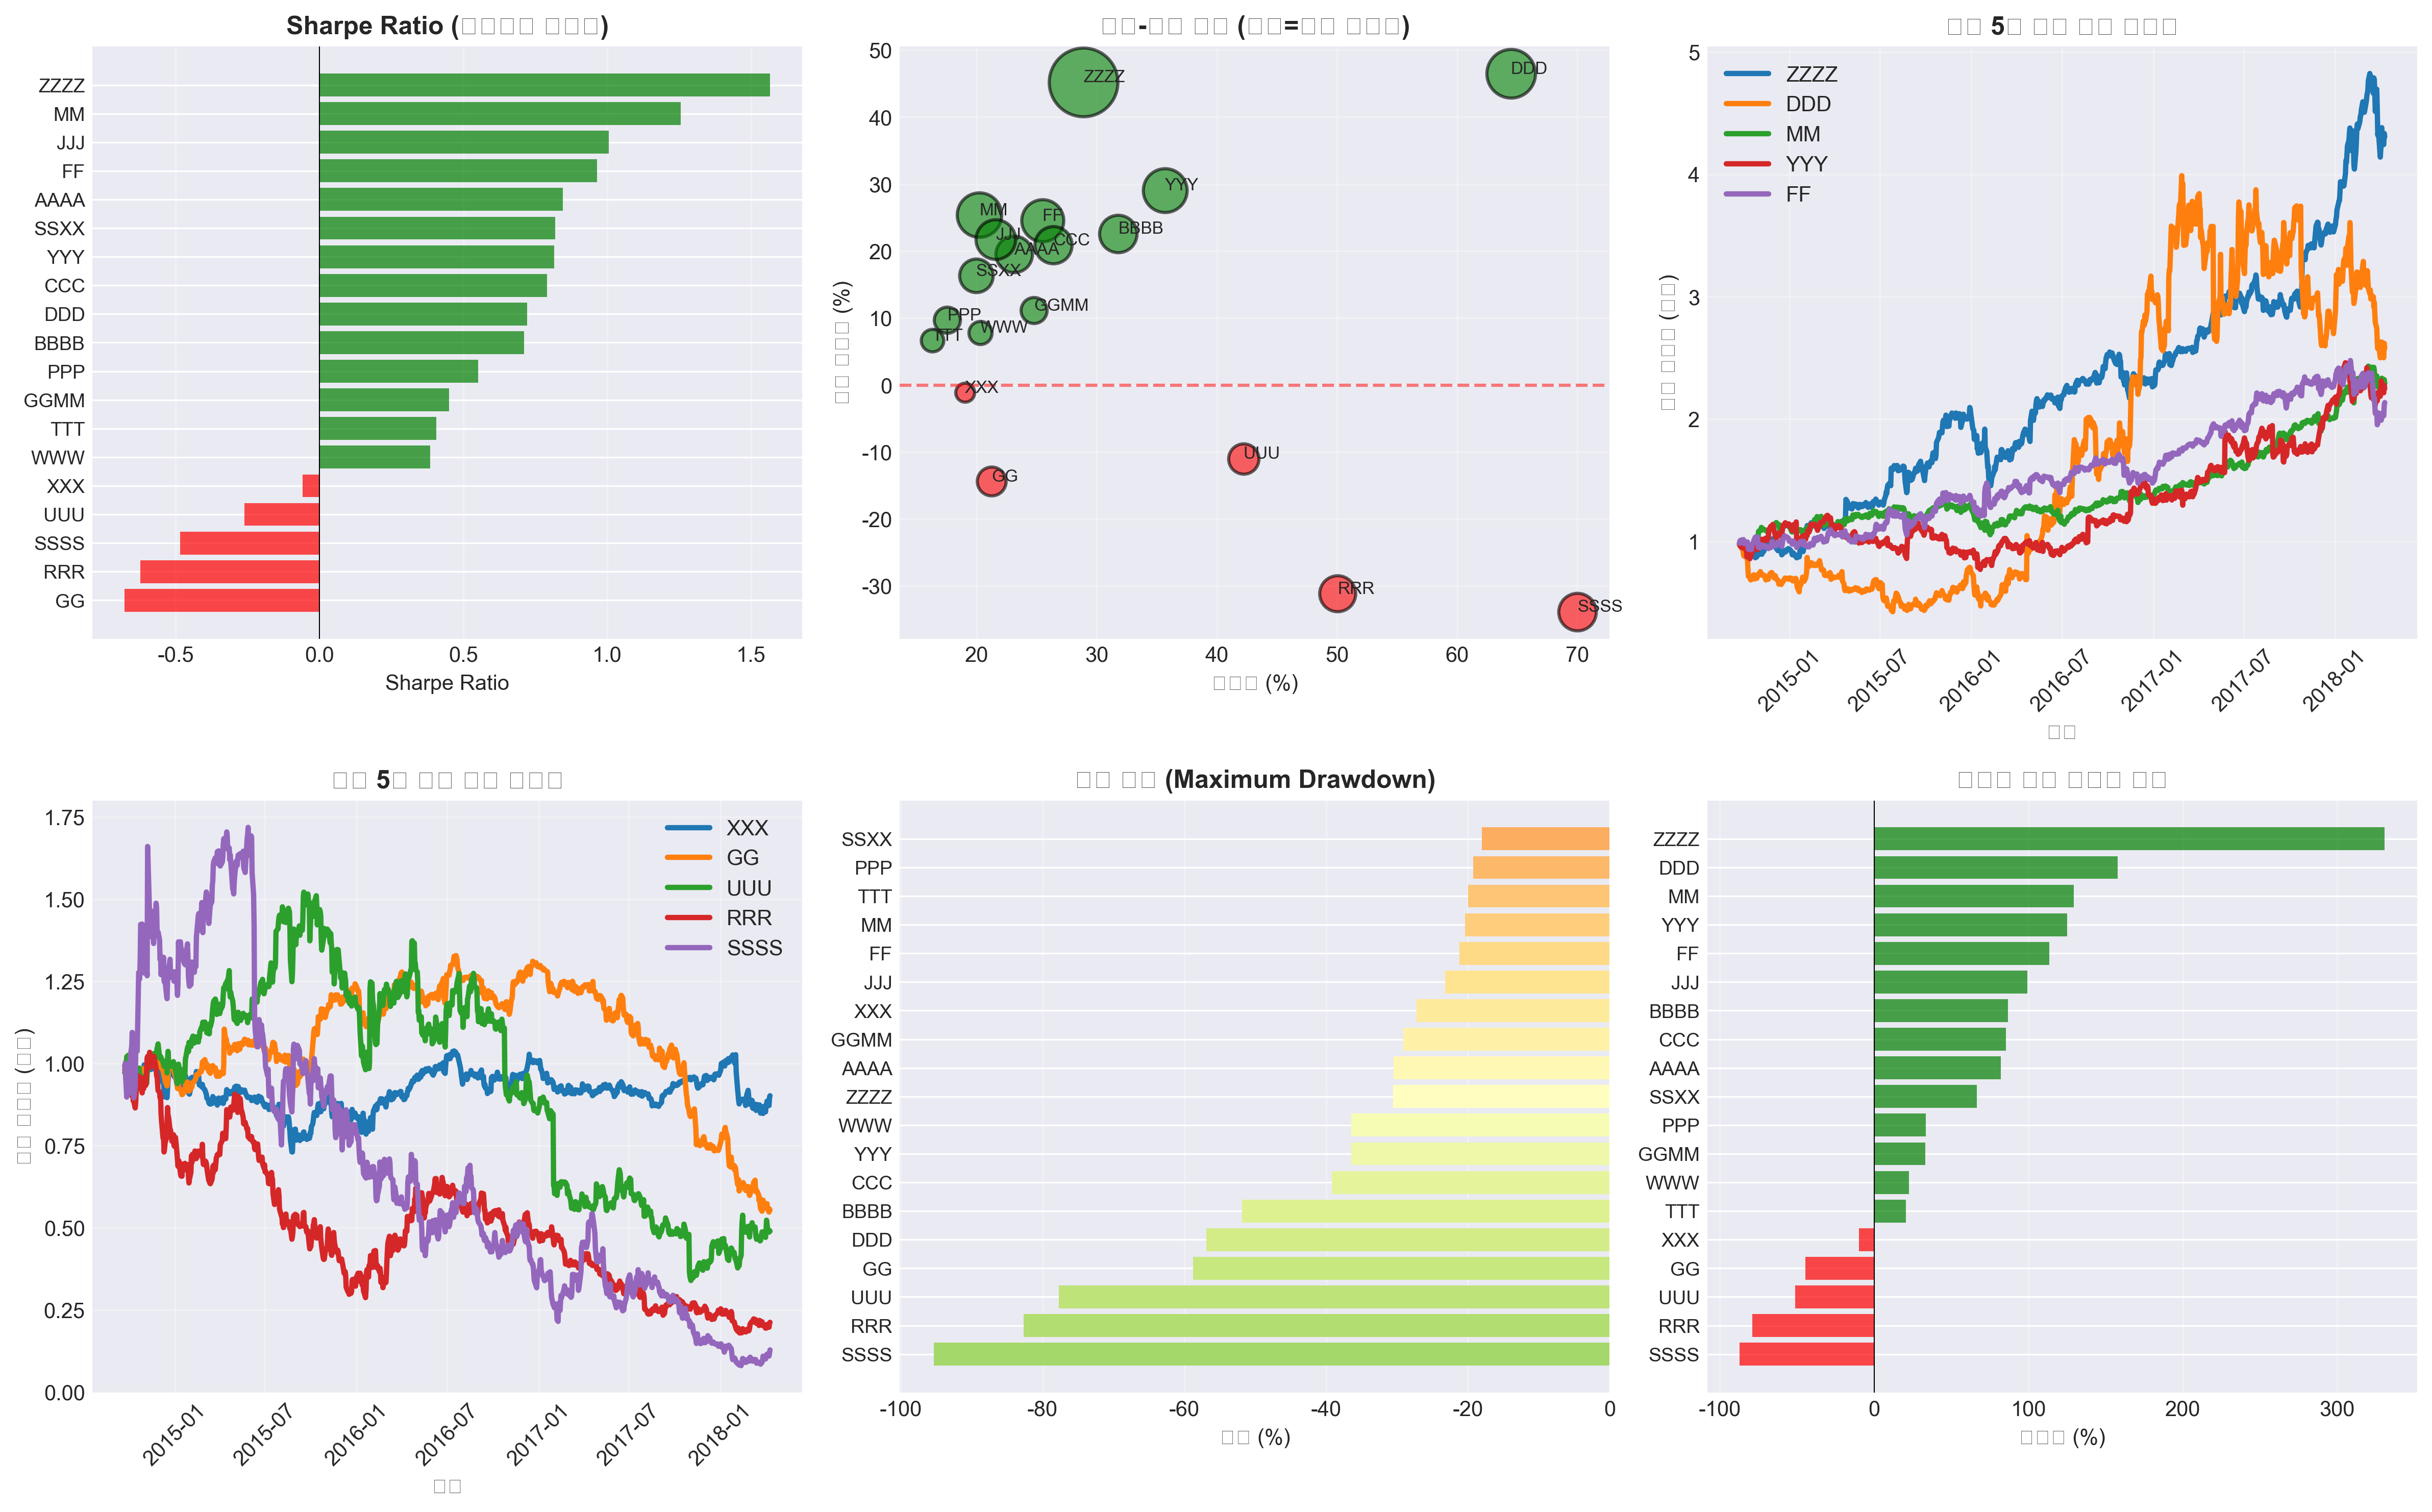 Sharpe Ratio (□□□□ □□□)
ZZZZ
MM
JJJ
FF
AAAA
SSXX
YYY
CCC
DDD
BBBB
PPP
GGMM
TTT
WWW
XXX
UUU
SSSS
RRR
GG
-0.5 0.0 0.5 1.0 1.5
Sharpe Ratio
□□-□□ □□ (□□=□□ □□□)
□□ □□□ (%)
50
40
30
20
10
0
-10
-20
-30
ZZZZ
DDD
YYY
MM
FF
BBBB
JJJ
CCC
AAAA
SSXX
GGMM
PPP
WWW
TTT
XXX
UUU
GG
RRR
SSSS
20 30 40 50 60 70
□□□ (%)
□□ 5□ □□ □□ □□□
□□ □□□ (□□)
5
4
3
2
1
ZZZZ
DDD
MM
YYY
FF
2015-01 2015-07 2016-01 2016-07 2017-01 2017-07 2018-01
□□
□□ 5□ □□ □□ □□□
□□ □□□ (□□)
1.75
1.50
1.25
1.00
0.75
0.50
0.25
0.00
XXX
GG
UUU
RRR
SSSS
2015-01 2015-07 2016-01 2016-07 2017-01 2017-07 2018-01
□□
□□ □□ (Maximum Drawdown)
SSXX
PPP
TTT
MM
FF
JJJ
XXX
GGMM
AAAA
ZZZZ
WWW
YYY
CCC
BBBB
DDD
GG
UUU
RRR
SSSS
-100 -80 -60 -40 -20 0
□□ (%)
□□□ □□ □□□ □□
ZZZZ
DDD
MM
YYY
FF
JJJ
BBBB
CCC
AAAA
SSXX
PPP
GGMM
WWW
TTT
XXX
GG
UUU
RRR
SSSS
-100 0 100 200 300
□□□ (%)